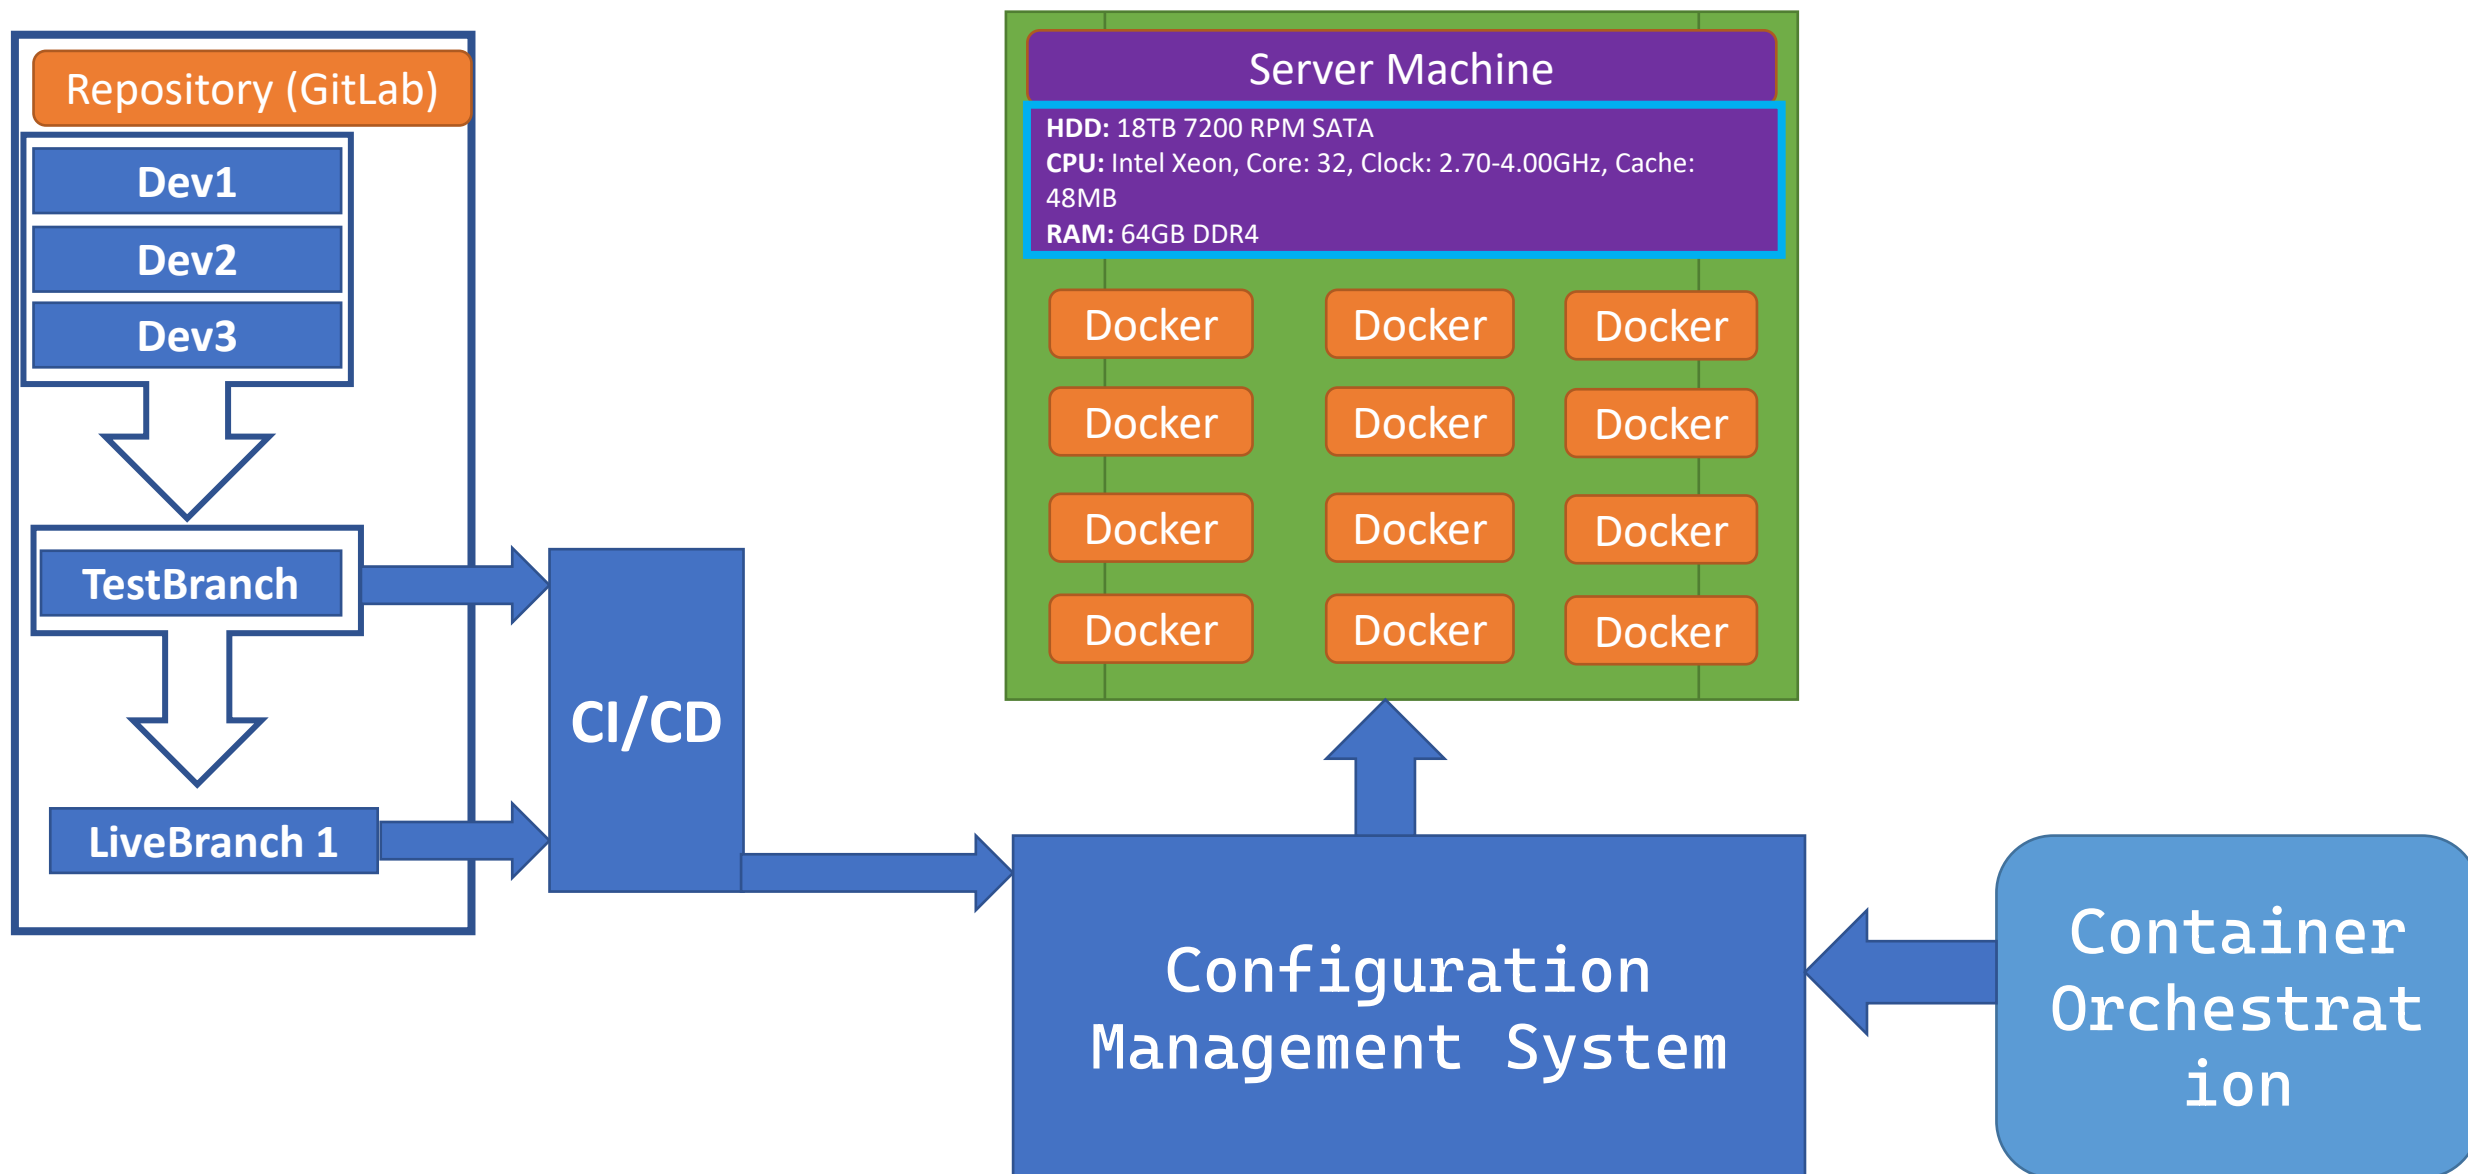 Repository (GitLab)
Dev1
Dev2
Dev3
TestBranch
LiveBranch 1
CI/CD
Server Machine
HDD: 18TB 7200 RPM SATA
CPU: Intel Xeon, Core: 32, Clock: 2.70-4.00GHz, Cache:
48MB
RAM: 64GB DDR4
Docker Docker Docker
Docker Docker Docker
Docker Docker Docker
Docker Docker Docker
Configuration
Management System
Container
Orchestrat
ion